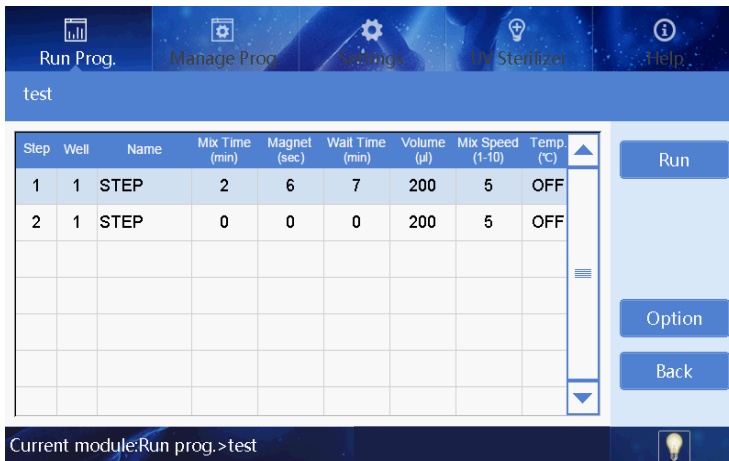 Run Prog. Manage Prog. Settings UV Sterilizer Help
test
Step Well Name Mix Time (min) Magnet (sec) Wait Time (min) Volume (μl) Mix Speed (1-10) Temp. (℃)
1 1 STEP 2 6 7 200 5 OFF
2 1 STEP 0 0 0 200 5 OFF
Run
Option
Back
Current module:Run prog.>test